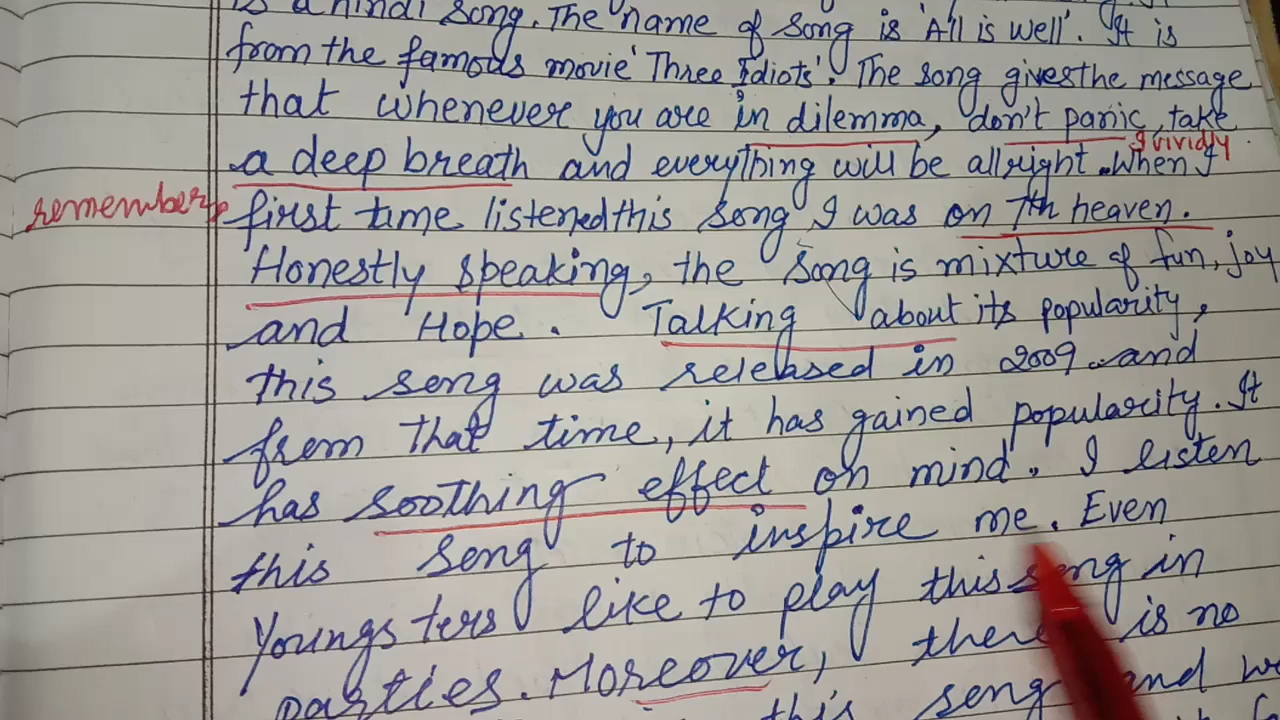 is a hindi song. The name of song is 'All is well'. It is
from the famous movie 'Three Idiots'. The song gives the message
that whenever you are in dilemma, don't panic, take
I vividly
a deep breath and everything will be all right. When I
remember
first time listened this song I was on 7th heaven.
Honestly speaking, the song is mixture of fun, joy
and Hope. Talking about its popularity,
this song was released in 2009 and
from that time, it has gained popularity. It
has soothing effect on mind. I listen
this song to inspire me. Even
Youngsters like to play this song in
parties. Moreover, there is no
this song and